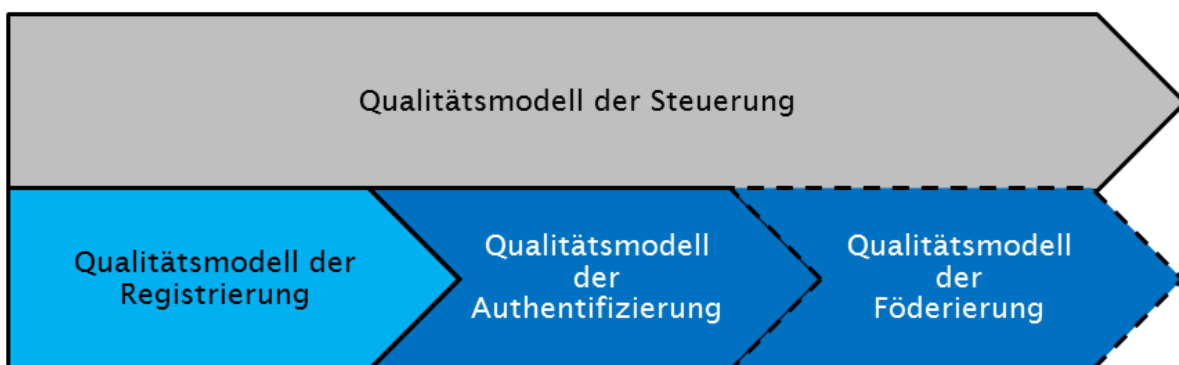 Qualitätsmodell der Steuerung
Qualitätsmodell der
Registrierung
Qualitätsmodell
der
Authentifizierung
Qualitätsmodell
der
Föderierung